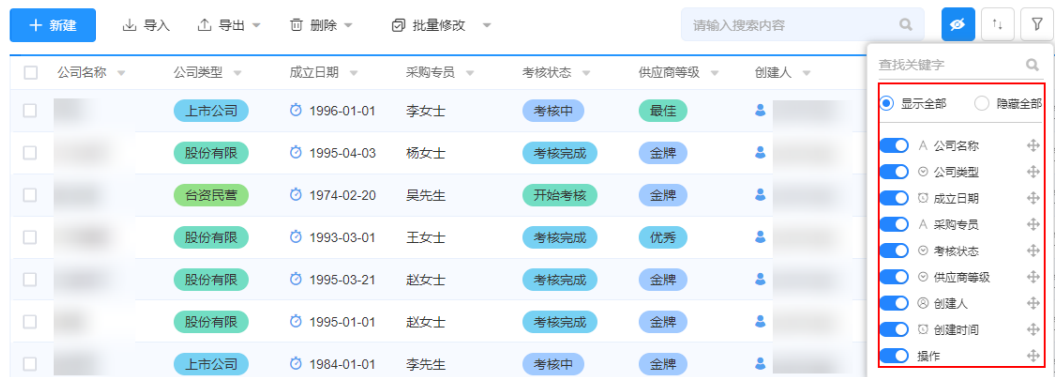 新建 导入 导出 删除 批量修改 请输入搜索内容
查找关键字
公司名称 公司类型 成立日期 采购专员 考核状态 供应商等级 创建人
显示全部 隐藏全部
上市公司 1996-01-01 李女士 考核中 最佳
A 公司名称
股份有限 1995-04-03 杨女士 考核完成 金牌
公司类型
台资民营 1974-02-20 吴先生 开始考核 金牌
成立日期
A 采购专员
股份有限 1993-03-01 王女士 考核完成 优秀
考核状态
股份有限 1995-03-21 赵女士 考核完成 金牌
供应商等级
创建人
股份有限 1995-01-01 赵女士 考核完成 金牌
创建时间
上市公司 1984-01-01 李先生 考核中 金牌
操作